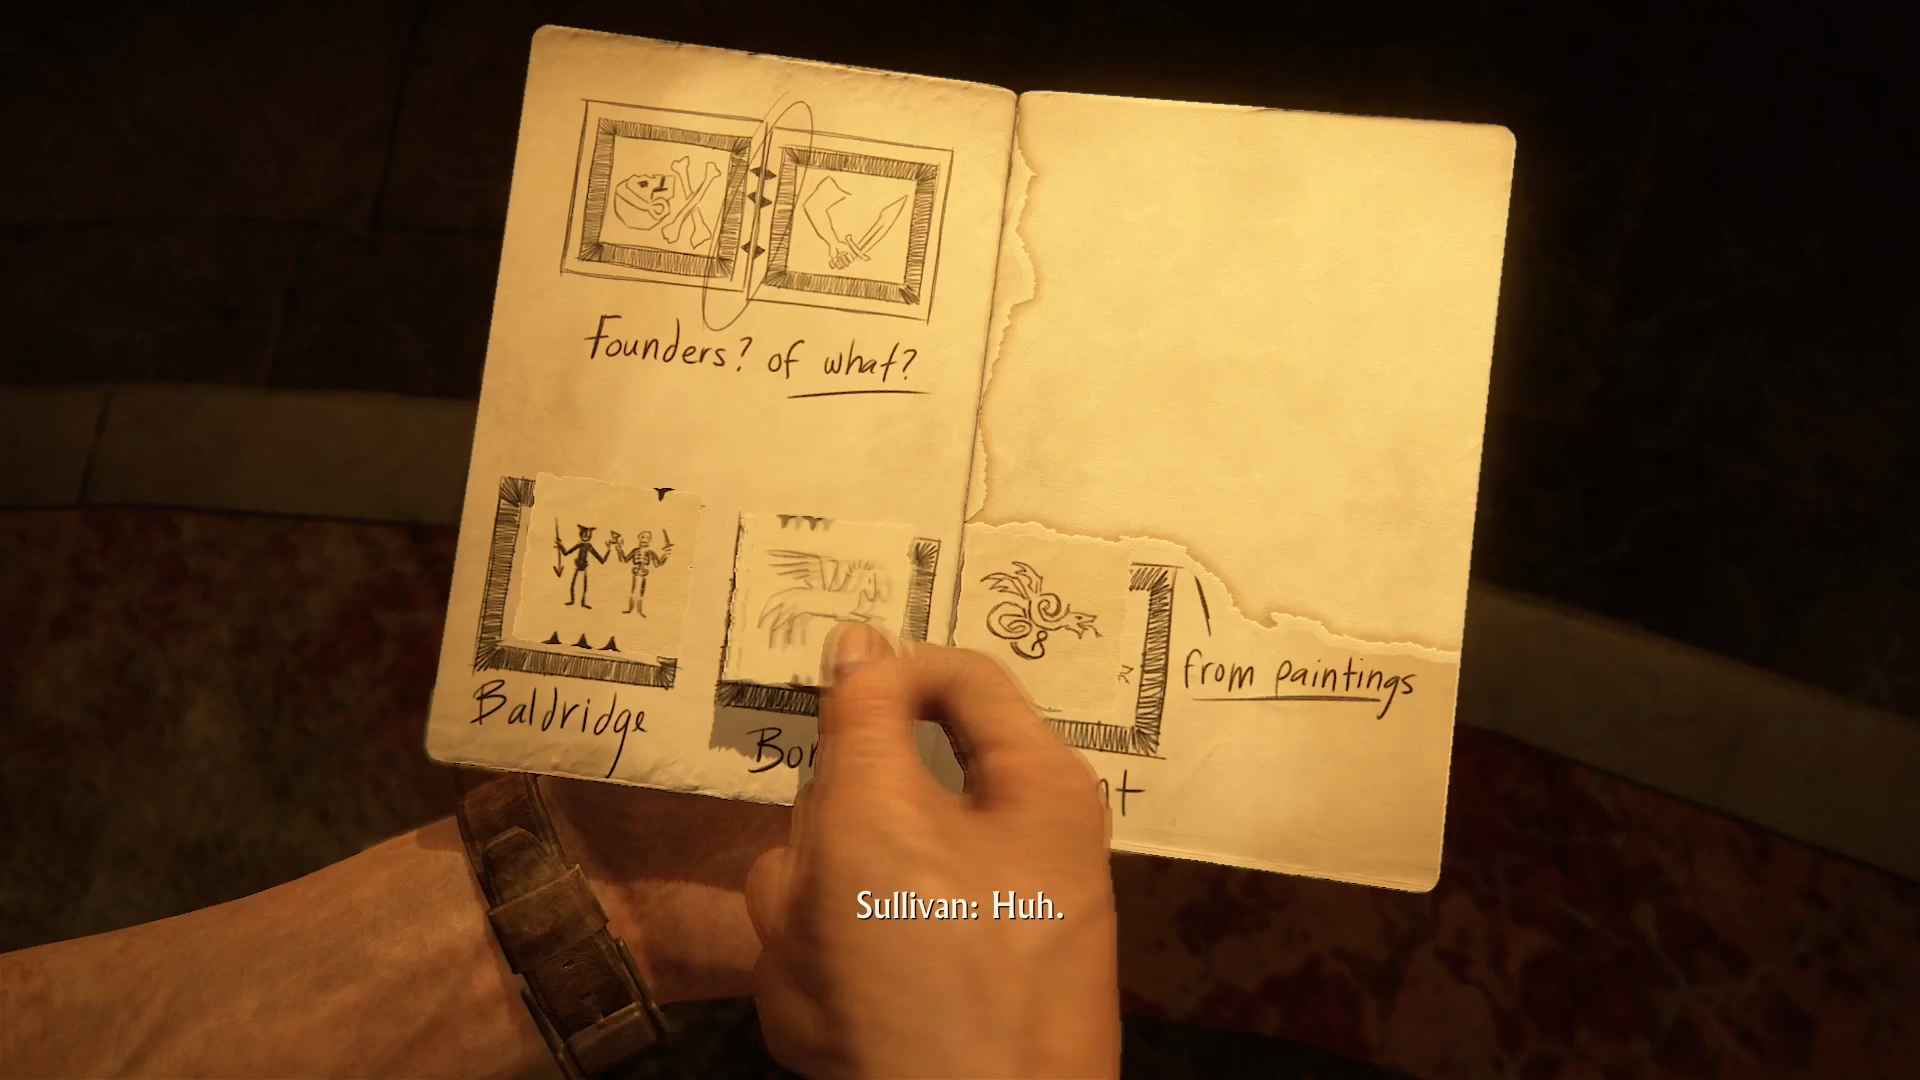 Founders? of what?
Baldridge
from paintings
Sullivan: Huh.